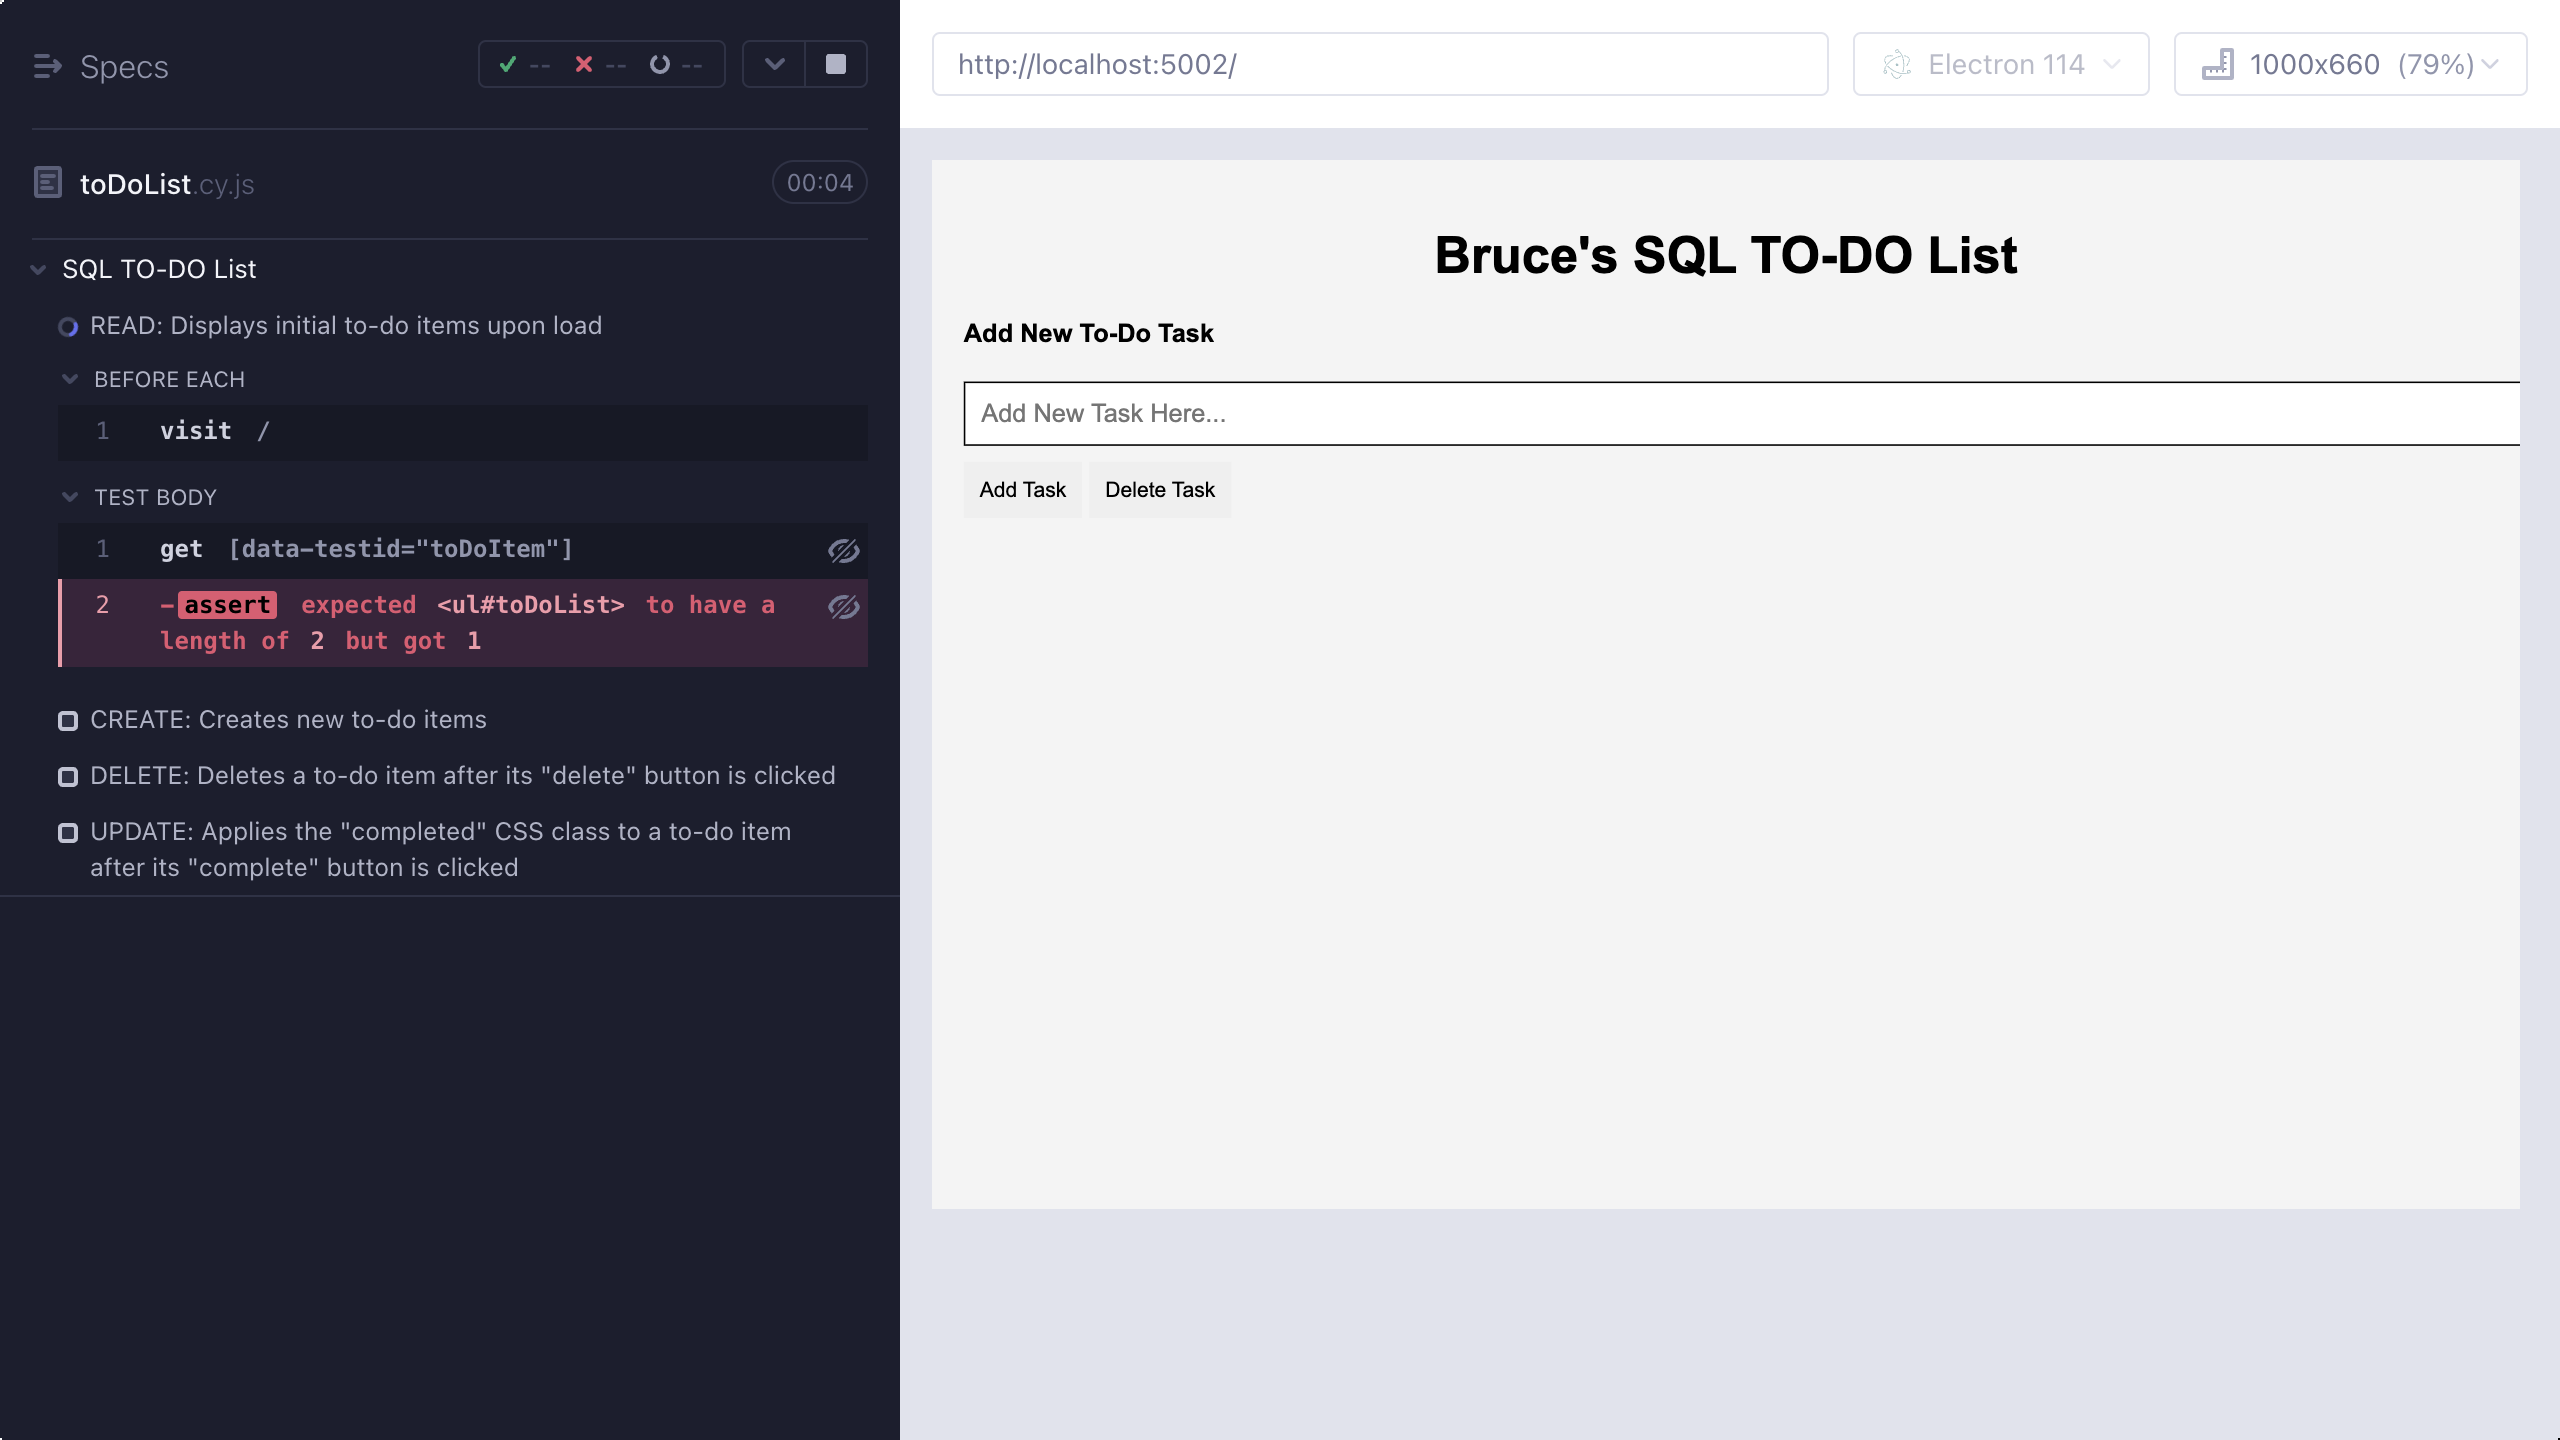 Specs
-- -- --
toDoList.cy.js
00:04
SQL TO-DO List
READ: Displays initial to-do items upon load
BEFORE EACH
1 visit /
TEST BODY
1 get [data-testid="toDoItem"]
2 -assert expected <ul#toDoList> to have a
length of 2 but got 1
CREATE: Creates new to-do items
DELETE: Deletes a to-do item after its "delete" button is clicked
UPDATE: Applies the "completed" CSS class to a to-do item
after its "complete" button is clicked
http://localhost:5002/
Electron 114
1000x660 (79%)
Bruce's SQL TO-DO List
Add New To-Do Task
Add New Task Here...
Add Task
Delete Task